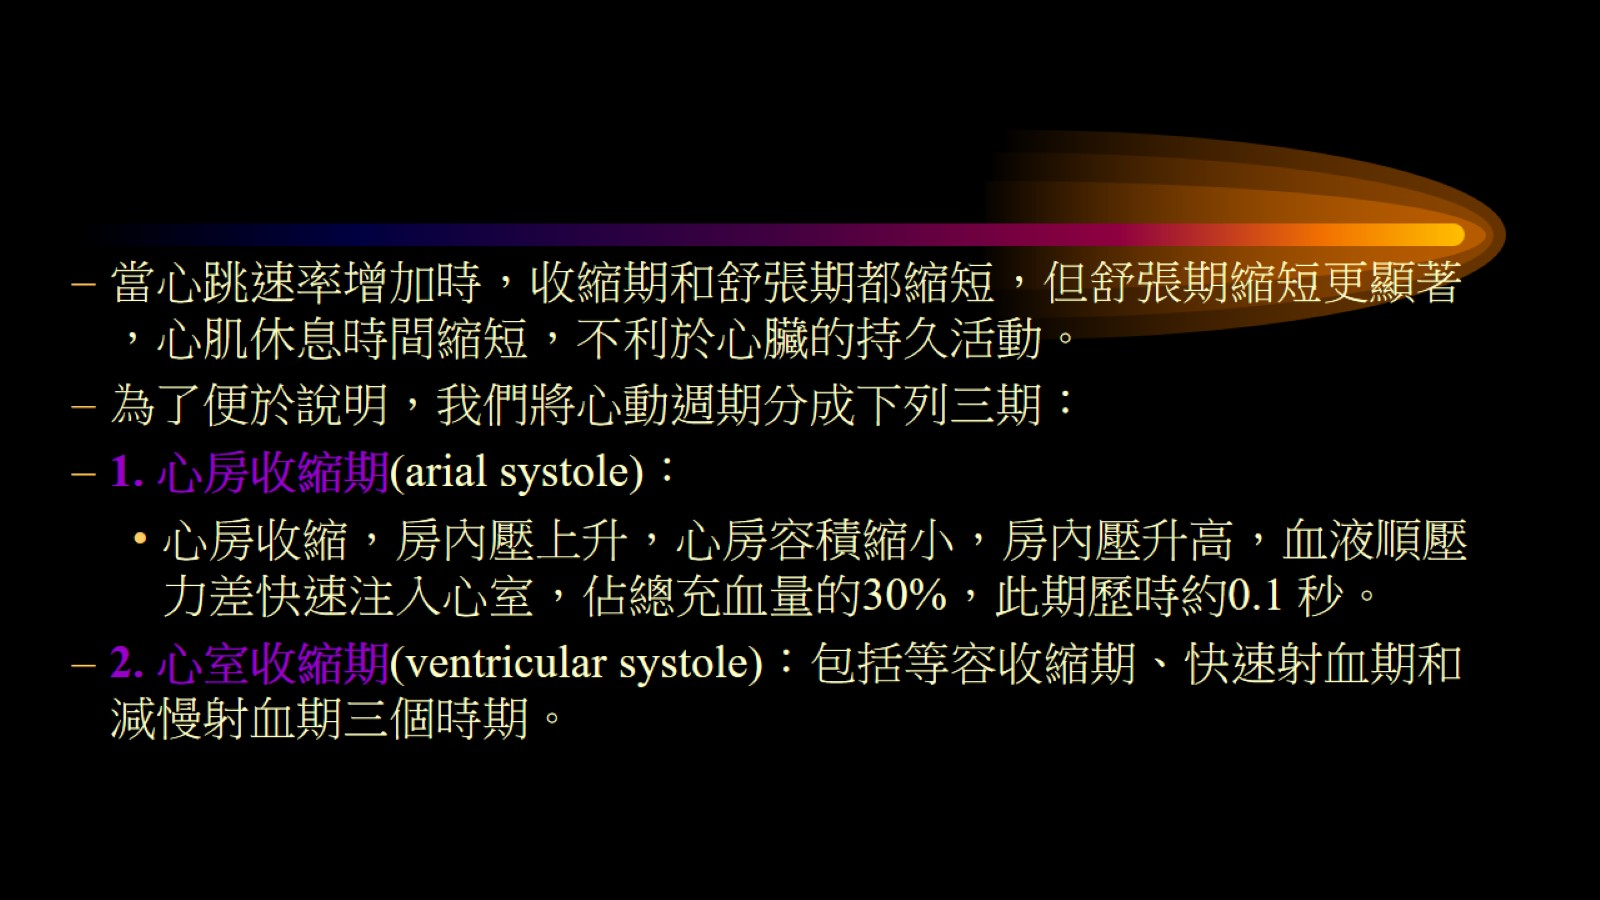 – 當心跳速率增加時，收縮期和舒張期都縮短，但舒張期縮短更顯著
，心肌休息時間縮短，不利於心臟的持久活動。
– 為了便於說明，我們將心動週期分成下列三期：
– 1. 心房收縮期(arial systole)：
• 心房收縮，房內壓上升，心房容積縮小，房內壓升高，血液順壓
力差快速注入心室，佔總充血量的30%，此期歷時約0.1 秒。
– 2. 心室收縮期(ventricular systole)：包括等容收縮期、快速射血期和
減慢射血期三個時期。